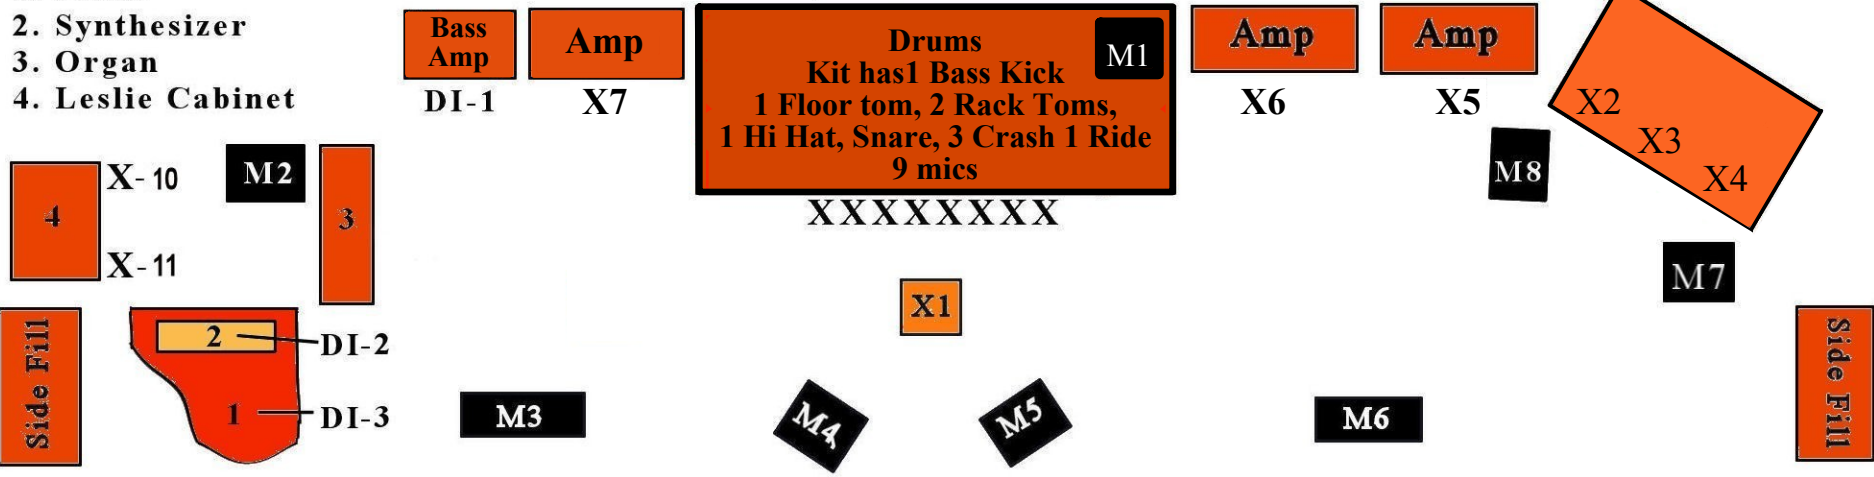 2. Synthesizer
3. Organ
4. Leslie Cabinet
Bass
Amp
DI-1
Amp
X7
Drums
Kit has1 Bass Kick
1 Floor tom, 2 Rack Toms,
1 Hi Hat, Snare, 3 Crash 1 Ride
9 mics
M1
XXXXXXXX
Amp
X6
Amp
X5
X2
X3
X4
M8
M7
4
X-10
X-11
M2
3
X1
Side Fill
2
DI-2
1
DI-3
M3
M4
M5
M6
Side Fill